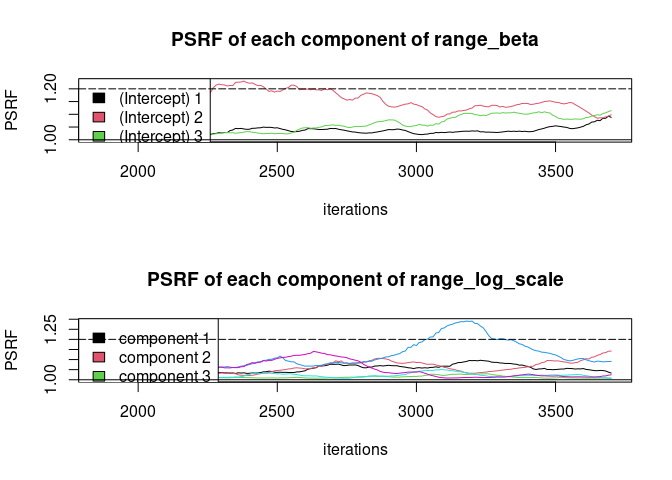 PSRF of each component of range_beta
PSRF
1.00
1.20
(Intercept) 1
(Intercept) 2
(Intercept) 3
2000
2500
3000
3500
iterations
PSRF of each component of range_log_scale
PSRF
1.00
1.25
component 1
component 2
component 3
2000
2500
3000
3500
iterations